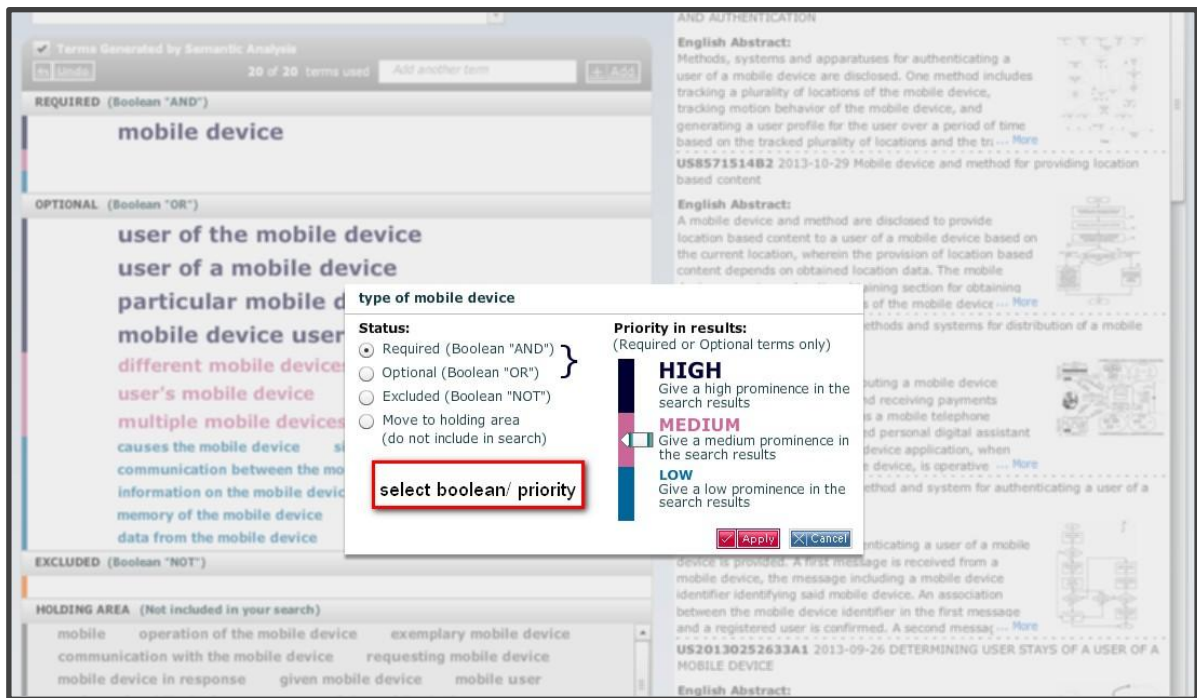 AND AUTHENTICATION
Terms Generated by Semantic Analysis
Undo
20 of 20 terms used
Add another term
+ Add
REQUIRED (Boolean "AND")
mobile device
OPTIONAL (Boolean "OR")
user of the mobile device
user of a mobile device
particular mobile d
mobile device user
different mobile devices
user's mobile device
multiple mobile devices
causes the mobile device si
communication between the mo
information on the mobile devic
memory of the mobile device
data from the mobile device
EXCLUDED (Boolean "NOT")
HOLDING AREA (Not included in your search)
mobile operation of the mobile device exemplary mobile device
communication with the mobile device requesting mobile device
mobile device in response given mobile device mobile user
type of mobile device
Status:
Required (Boolean "AND")
Optional (Boolean "OR")
Excluded (Boolean "NOT")
Move to holding area
(do not include in search)
select boolean/ priority
Priority in results:
(Required or Optional terms only)
HIGH
Give a high prominence in the
search results
MEDIUM
Give a medium prominence in
the search results
LOW
Give a low prominence in the
search results
Apply
Cancel
English Abstract:
Methods, systems and apparatuses for authenticating a
user of a mobile device are disclosed. One method includes
tracking a plurality of locations of the mobile device,
tracking motion behavior of the mobile device, and
generating a user profile for the user over a period of time
based on the tracked plurality of locations and the tra ... More
US8571514B2 2013-10-29 Mobile device and method for providing location
based content
English Abstract:
A mobile device and method are disclosed to provide
location based content to a user of a mobile device based on
the current location, wherein the provision of location based
content depends on obtained location data. The mobile
aining section for obtaining
s of the mobile device ... More
ethods and systems for distribution of a mobile
outing a mobile device
nd receiving payments
s a mobile telephone
ed personal digital assistant
device application, when
e device, is operative ... More
ethod and system for authenticating a user of a
enticating a user of a mobile
device is provided. A first message is received from a
mobile device, the message including a mobile device
identifier identifying said mobile device. An association
between the mobile device identifier in the first message
and a registered user is confirmed. A second messag ... More
US20130252633A1 2013-09-26 DETERMINING USER STAYS OF A USER OF A
MOBILE DEVICE
English Abstract: